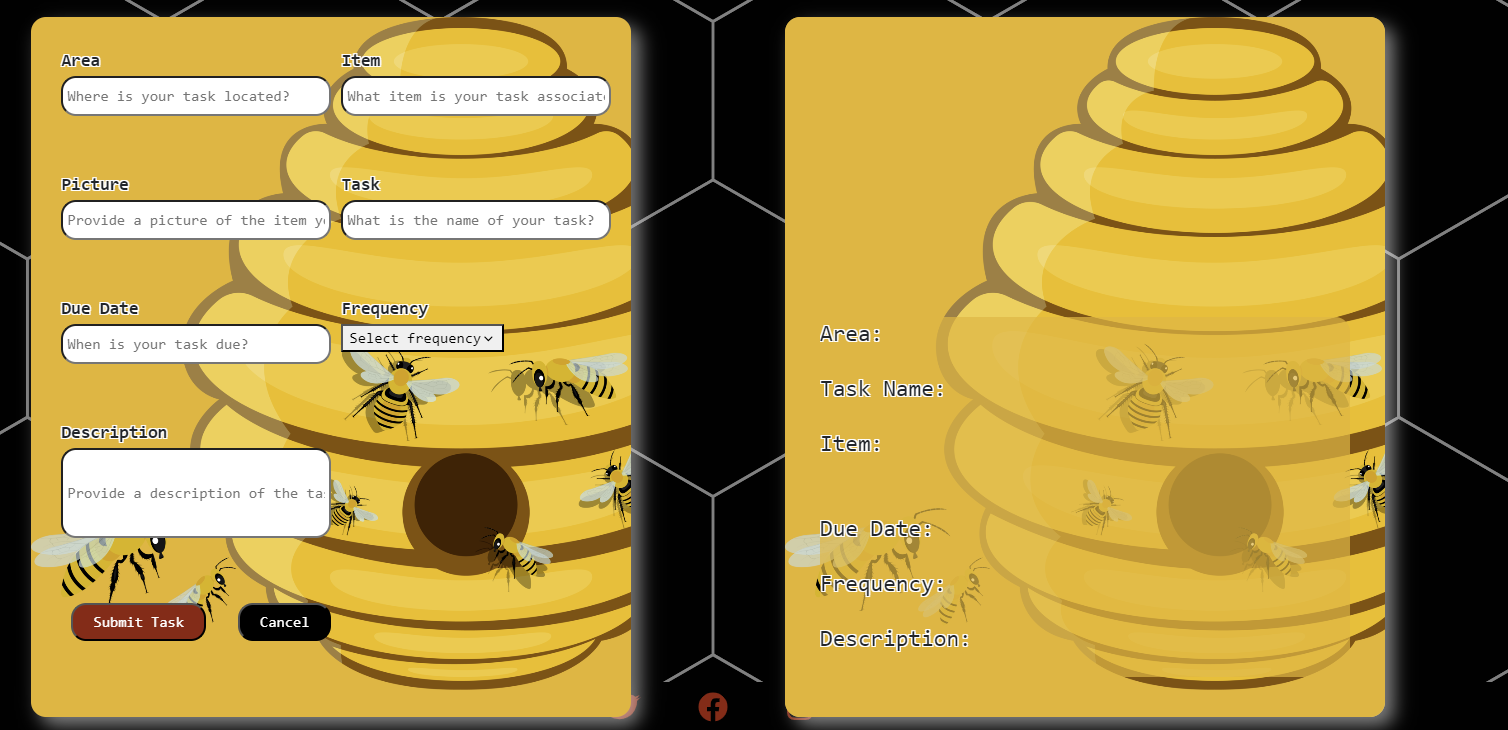 Area
Item
Where is your task located?
What item is your task associat
Picture
Task
Provide a picture of the item y
What is the name of your task?
Due Date
Frequency
When is your task due?
Select frequency
Description
Provide a description of the ta
Submit Task
Cancel
Area:
Task Name:
Item:
Due Date:
Frequency:
Description: